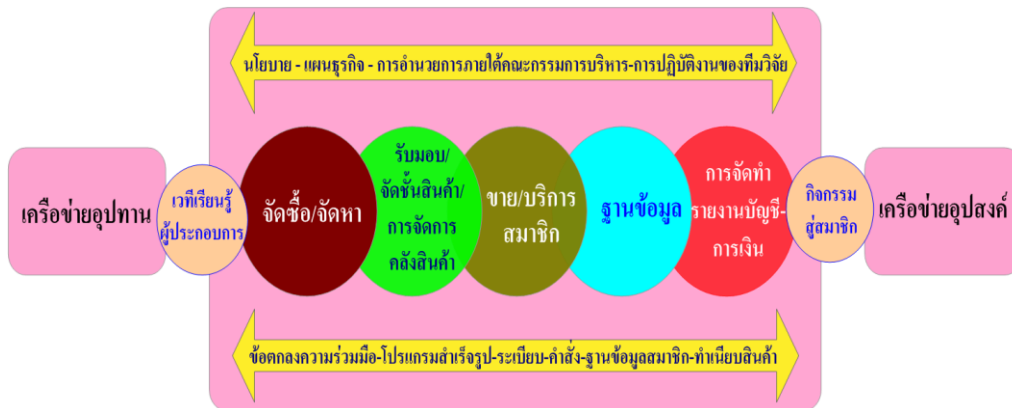 นโยบาย - แผนธุรกิจ - การอำนวยการภายใต้คณะกรรมการบริหาร-การปฏิบัติงานของทีมวิจัย
เครือข่ายอุปทาน
เวทีเรียนรู้
ผู้ประกอบการ
จัดซื้อ/จัดหา
รับมอบ/
จัดชั้นสินค้า/
การจัดการ
คลังสินค้า
ขาย/บริการ
สมาชิก
ฐานข้อมูล
การจัดทำ
รายงานบัญชี-
การเงิน
กิจกรรม
สู่สมาชิก
เครือข่ายอุปสงค์
ข้อตกลงความร่วมมือ-โปรแกรมสำเร็จรูป-ระเบียบ-คำสั่ง-ฐานข้อมูลสมาชิก-ทำเนียบสินค้า